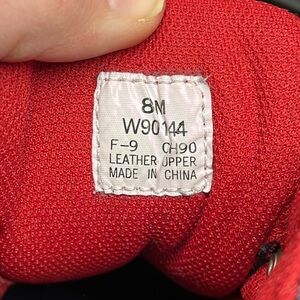 8M
W90144
F-9 CH90
LEATHER UPPER
MADE IN CHINA